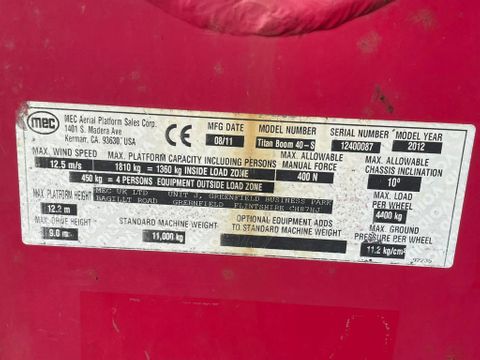 MEC
MEC Aerial Platform Sales Corp.
1401 S. Madera Ave
Kerman, CA. 93630, USA
CE
MFG DATE
08/11
MODEL NUMBER
Titan Boom 40-S
SERIAL NUMBER
12400087
MODEL YEAR
2012
MAX. WIND SPEED
12.5 m/s
MAX. PLATFORM CAPACITY INCLUDING PERSONS
1810 kg = 1360 kg INSIDE LOAD ZONE
450 kg = 4 PERSONS EQUIPMENT OUTSIDE LOAD ZONE
MAX. ALLOWABLE
MANUAL FORCE
400 N
ALLOWABLE
CHASSIS INCLINATION
10°
MAX. PLATFORM HEIGHT
12.2 m
MEC UK LTD UNIT 3, GREENFIELD BUSINESS PARK
BAGILLT ROAD GREENFIELD FLINTSHIRE CH87HJ
MAX. LOAD
PER WHEEL
4400 kg
MAX. DRIVE HEIGHT
STANDARD MACHINE WEIGHT
11,000 kg
OPTIONAL EQUIPMENT ADDS
TO STANDARD MACHINE WEIGHT
MAX. GROUND
PRESSURE PER WHEEL
11.2 kg/cm²